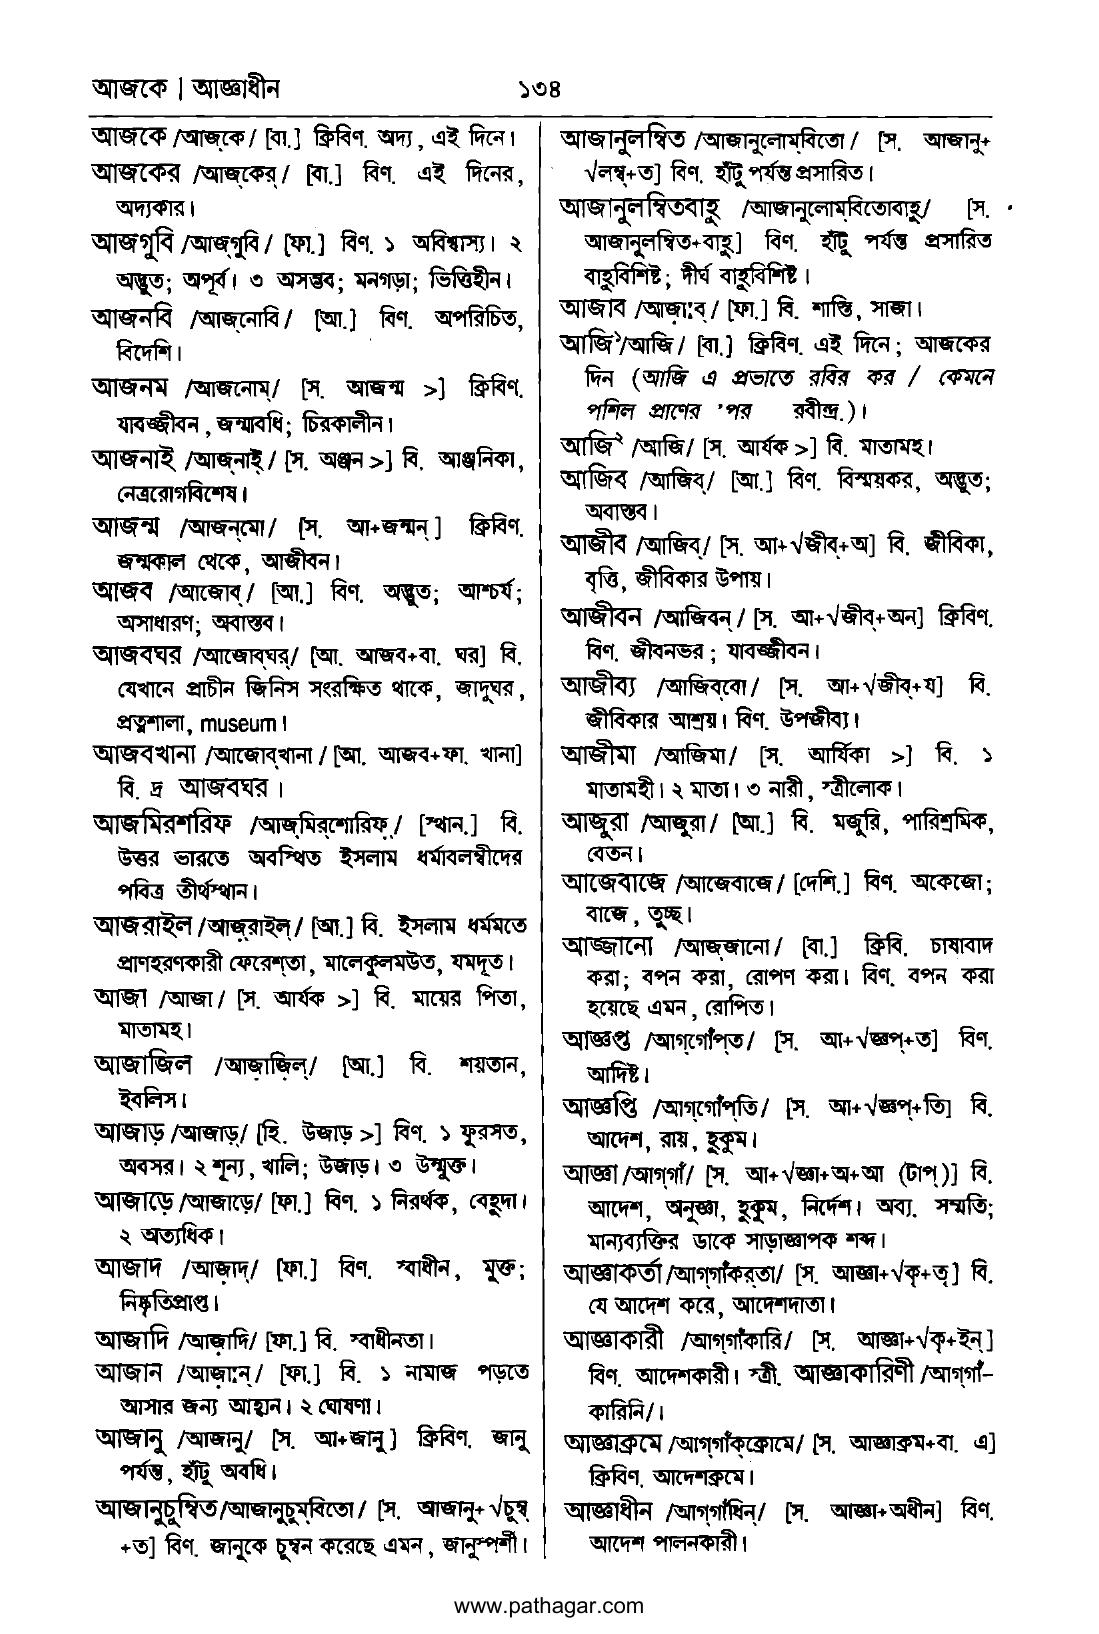 আজকে | আজ্ঞাধীন
১৩৪
আজকে /আজ্‌কে/ [বা.] ক্রিবিণ. অদ্য, এই দিনে।
আজকের /আজ্‌কের্/ [বা.] বিণ. এই দিনের,
অদ্যকার।
আজগুবি /আজ্‌গুবি/ [ফা.] বিণ. ১ অবিশ্বাস্য। ২
অদ্ভুত; অপূর্ব। ৩ অসম্ভব; মনগড়া; ভিত্তিহীন।
আজনবি /আজ্‌নোবি/ [আ.] বিণ. অপরিচিত,
বিদেশি।
আজনম /আজনোম্/ [স. আজন্ম >] ক্রিবিণ.
যাবজ্জীবন, জন্মাবধি; চিরকালীন।
আজনাই /আজ্‌নাই্/ [স. অঞ্জন >] বি. আঞ্জনিকা,
নেত্ররোগবিশেষ।
আজন্ম /আজন্‌মো/ [স. আ+জন্মন্] ক্রিবিণ.
জন্মকাল থেকে, আজীবন।
আজব /আজোব্/ [আ.] বিণ. অদ্ভুত; আশ্চর্য;
অসাধারণ; অবাস্তব।
আজবঘর /আজোব্‌ঘর্/ [আ. আজব+বা. ঘর] বি.
যেখানে প্রাচীন জিনিস সংরক্ষিত থাকে, জাদুঘর,
প্রত্নশালা, museum।
আজবখানা /আজোব্‌খানা/ [আ. আজব+ফা. খানা]
বি. দ্র আজবঘর।
আজমিরশরিফ /আজ্‌মির্‌শোরিফ্/ [স্থান.] বি.
উত্তর ভারতে অবস্থিত ইসলাম ধর্মাবলম্বীদের
পবিত্র তীর্থস্থান।
আজরাইল /আজ়্‌রাইল্/ [আ.] বি. ইসলাম ধর্মমতে
প্রাণহরণকারী ফেরেশ্‌তা, মালেকুলমউত, যমদূত।
আজা /আজা/ [স. আর্যক >] বি. মায়ের পিতা,
মাতামহ।
আজাজিল /আজ়াজ়িল্/ [আ.] বি. শয়তান,
ইবলিস।
আজাড় /আজাড়্/ [হি. উজাড় >] বিণ. ১ ফুরসত,
অবসর। ২ শূন্য, খালি; উজাড়। ৩ উন্মুক্ত।
আজাড়ে /আজাড়ে/ [ফা.] বিণ. ১ নিরর্থক, বেহুদা।
২ অত্যধিক।
আজাদ /আজ়াদ্/ [ফা.] বিণ. স্বাধীন, মুক্ত;
নিষ্কৃতিপ্রাপ্ত।
আজাদি /আজ়াদি/ [ফা.] বি. স্বাধীনতা।
আজান /আজ়ান্/ [ফা.] বি. ১ নামাজ পড়তে
আসার জন্য আহ্বান। ২ ঘোষণা।
আজানু /আজানু/ [স. আ+জানু] ক্রিবিণ. জানু
পর্যন্ত, হাঁটু অবধি।
আজানুচুম্বিত/আজানুচুম্‌বিতো/ [স. আজানু+√চুম্ব্
+ত] বিণ. জানুকে চুম্বন করেছে এমন, জানুস্পর্শী।
আজানুলম্বিত /আজানুলোম্‌বিতো/ [স. আজানু+
√লম্ব্+ত] বিণ. হাঁটু পর্যন্ত প্রসারিত।
আজানুলম্বিতবাহু /আজানুলোম্‌বিতোবাহু/ [স.
আজানুলম্বিত+বাহু] বিণ. হাঁটু পর্যন্ত প্রসারিত
বাহুবিশিষ্ট; দীর্ঘ বাহুবিশিষ্ট।
আজাব /আজ়াব্/ [ফা.] বি. শাস্তি, সাজা।
আজি১/আজি/ [বা.] ক্রিবিণ. এই দিনে; আজকের
দিন (আজি এ প্রভাতে রবির কর / কেমনে
পশিল প্রাণের ’পর রবীন্দ্র.)।
আজি২ /আজি/ [স. আর্যক >] বি. মাতামহ।
আজিব /আজিব্/ [আ.] বিণ. বিস্ময়কর, অদ্ভুত;
অবাস্তব।
আজীব /আজিব্/ [স. আ+√জীব্+অ] বি. জীবিকা,
বৃত্তি, জীবিকার উপায়।
আজীবন /আজিবন্/ [স. আ+√জীব্+অন] ক্রিবিণ.
বিণ. জীবনভর; যাবজ্জীবন।
আজীব্য /আজিব্‌বো/ [স. আ+√জীব্+য] বি.
জীবিকার আশ্রয়। বিণ. উপজীব্য।
আজীমা /আজিমা/ [স. আর্যিকা >] বি. ১
মাতামহী। ২ মাতা। ৩ নারী, স্ত্রীলোক।
আজুরা /আজুরা/ [আ.] বি. মজুরি, পারিশ্রমিক,
বেতন।
আজেবাজে /আজেবাজে/ [দেশি.] বিণ. অকেজো;
বাজে, তুচ্ছ।
আজ্জানো /আজ্‌জানো/ [বা.] ক্রিবি. চাষাবাদ
করা; বপন করা, রোপণ করা। বিণ. বপন করা
হয়েছে এমন, রোপিত।
আজ্ঞপ্ত /আগ্‌গোঁপ্‌ত/ [স. আ+√জ্ঞপ্+ত] বিণ.
আদিষ্ট।
আজ্ঞপ্তি /আগ্‌গোঁপ্‌তি/ [স. আ+√জ্ঞপ্+তি] বি.
আদেশ, রায়, হুকুম।
আজ্ঞা /আগ্‌গাঁ/ [স. আ+√জ্ঞা+অ+আ (টাপ্)] বি.
আদেশ, অনুজ্ঞা, হুকুম, নির্দেশ। অব্য. সম্মতি;
মান্যব্যক্তির ডাকে সাড়াজ্ঞাপক শব্দ।
আজ্ঞাকর্তা /আগ্‌গাঁকর্‌তা/ [স. আজ্ঞা+√কৃ+তৃ] বি.
যে আদেশ করে, আদেশদাতা।
আজ্ঞাকারী /আগ্‌গাঁকারি/ [স. আজ্ঞা+√কৃ+ইন্]
বিণ. আদেশকারী। স্ত্রী. আজ্ঞাকারিণী /আগ্‌গাঁ–
কারিনি/।
আজ্ঞাক্রমে /আগ্‌গাঁক্‌ক্রোমে/ [স. আজ্ঞাক্রম+বা. এ]
ক্রিবিণ. আদেশক্রমে।
আজ্ঞাধীন /আগ্‌গাঁধিন্/ [স. আজ্ঞা+অধীন] বিণ.
আদেশ পালনকারী।
www.pathagar.com